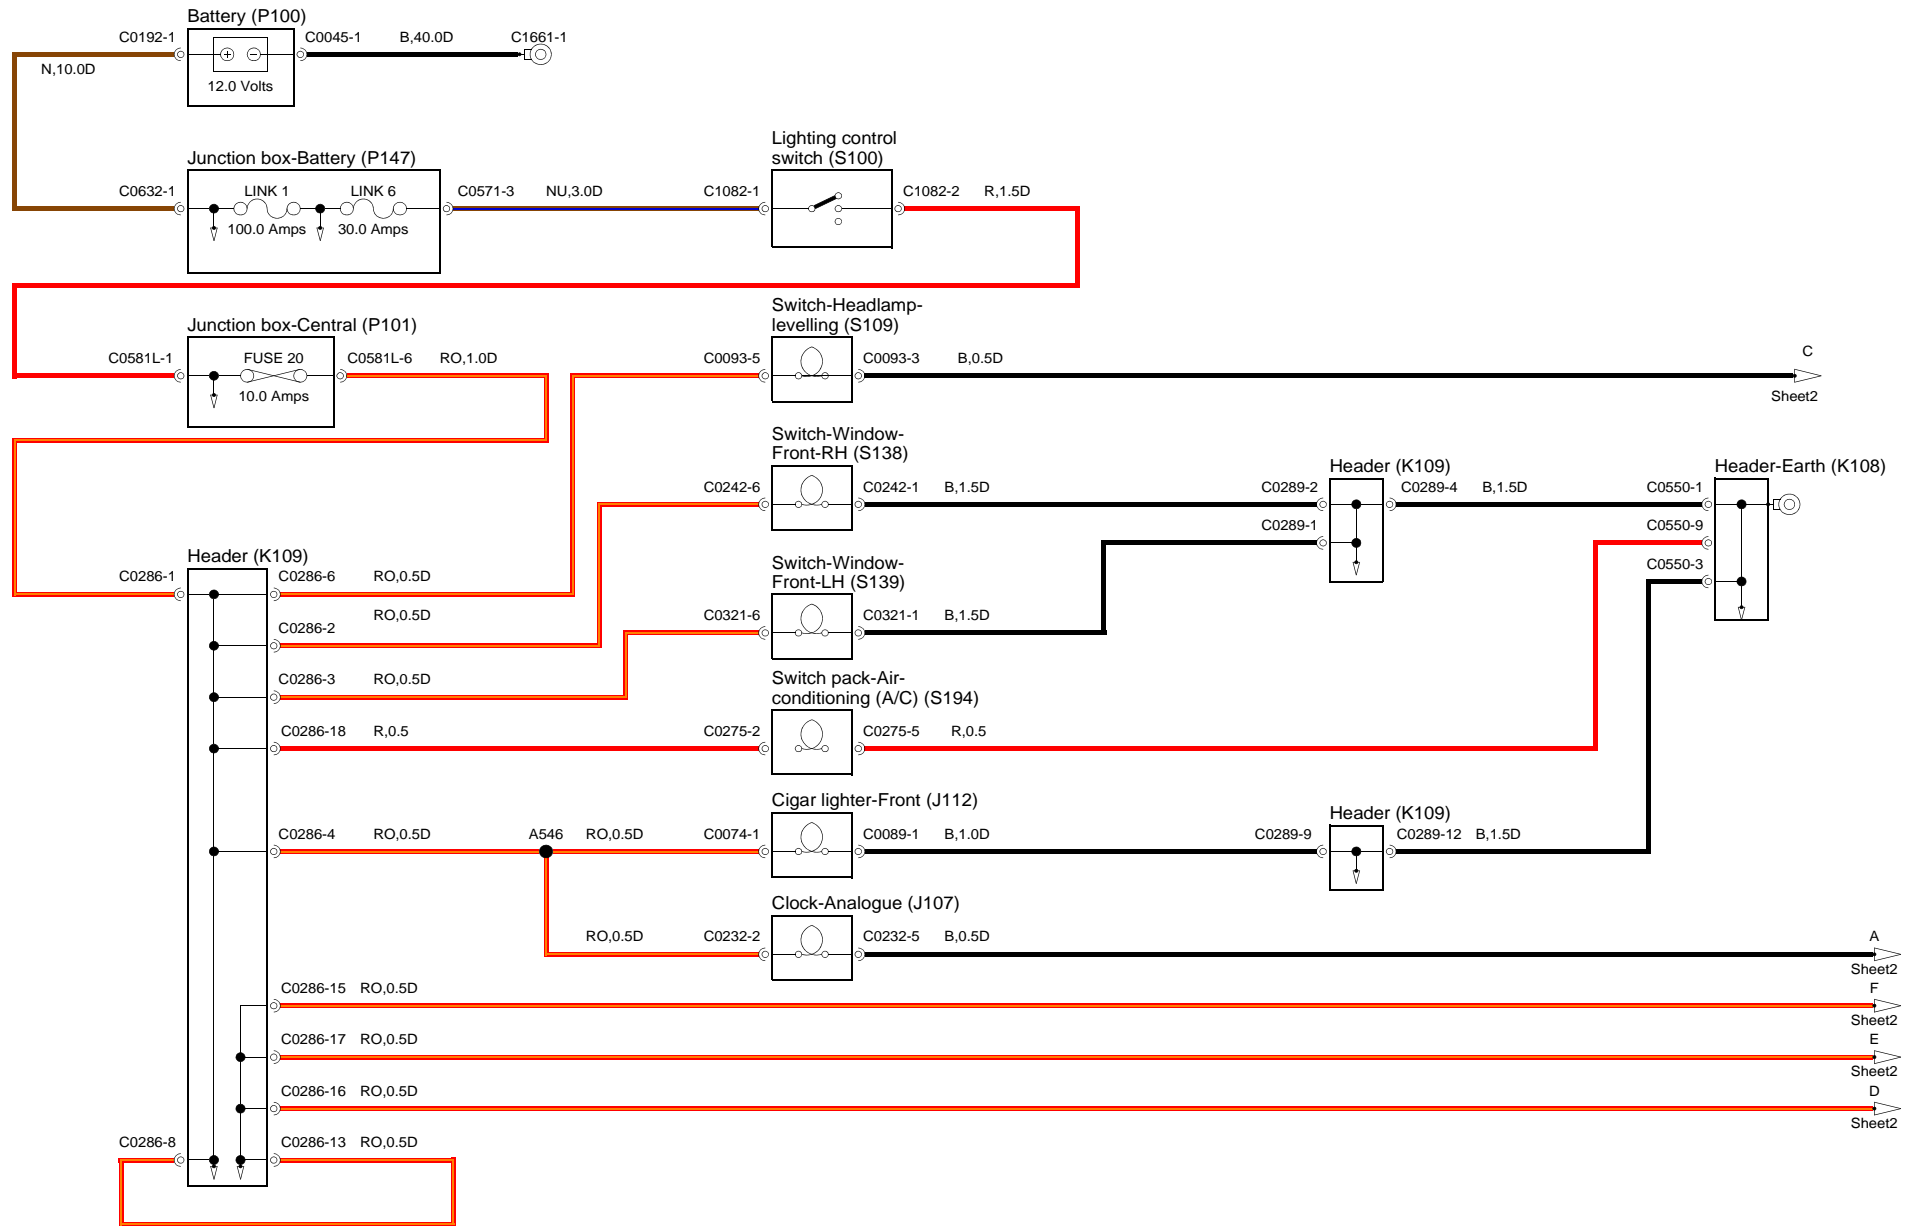 Battery (P100)
C0192-1
C0045-1
B,40.0D
C1661-1
N,10.0D
12.0 Volts
Lighting control
switch (S100)
Junction box-Battery (P147)
C0632-1
LINK 1
LINK 6
C0571-3
NU,3.0D
C1082-1
C1082-2
R,1.5D
100.0 Amps
30.0 Amps
Switch-Headlamp-
levelling (S109)
Junction box-Central (P101)
C0581L-1
FUSE 20
C0581L-6
RO,1.0D
C0093-5
C0093-3
B,0.5D
C
Sheet2
10.0 Amps
Switch-Window-
Front-RH (S138)
Header (K109)
Header-Earth (K108)
C0242-6
C0242-1
B,1.5D
C0289-2
C0289-4
B,1.5D
C0550-1
C0289-1
C0550-9
Header (K109)
Switch-Window-
Front-LH (S139)
C0550-3
C0286-1
C0286-6
RO,0.5D
RO,0.5D
C0286-2
C0321-6
C0321-1
B,1.5D
C0286-3
RO,0.5D
Switch pack-Air-
conditioning (A/C) (S194)
C0286-18
R,0.5
C0275-2
C0275-5
R,0.5
Cigar lighter-Front (J112)
Header (K109)
C0286-4
RO,0.5D
A546
RO,0.5D
C0074-1
C0089-1
B,1.0D
C0289-9
C0289-12
B,1.5D
Clock-Analogue (J107)
RO,0.5D
C0232-2
C0232-5
B,0.5D
A
Sheet2
C0286-15
RO,0.5D
F
Sheet2
C0286-17
RO,0.5D
E
Sheet2
C0286-16
RO,0.5D
D
Sheet2
C0286-8
C0286-13
RO,0.5D